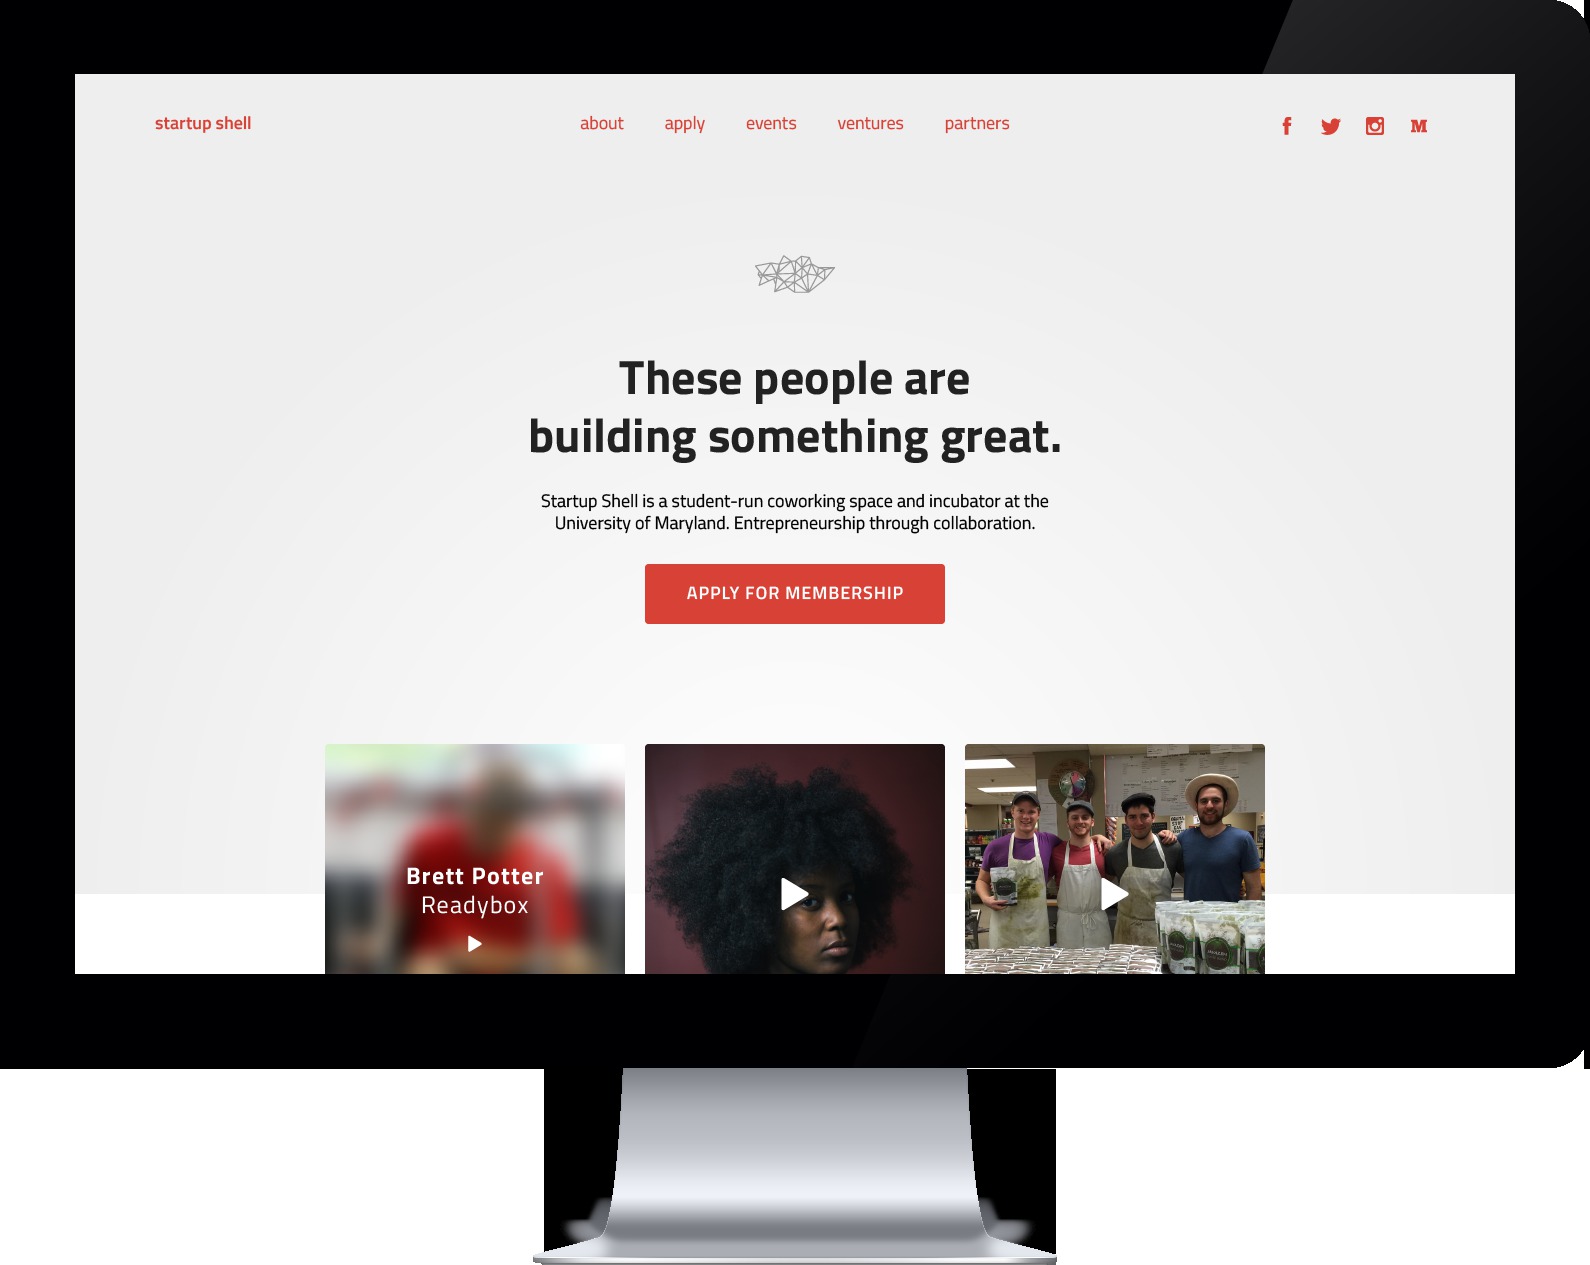 startup shell
about apply events ventures partners
These people are
building something great.
Startup Shell is a student-run coworking space and incubator at the
University of Maryland. Entrepreneurship through collaboration.
APPLY FOR MEMBERSHIP
Brett Potter
Readybox